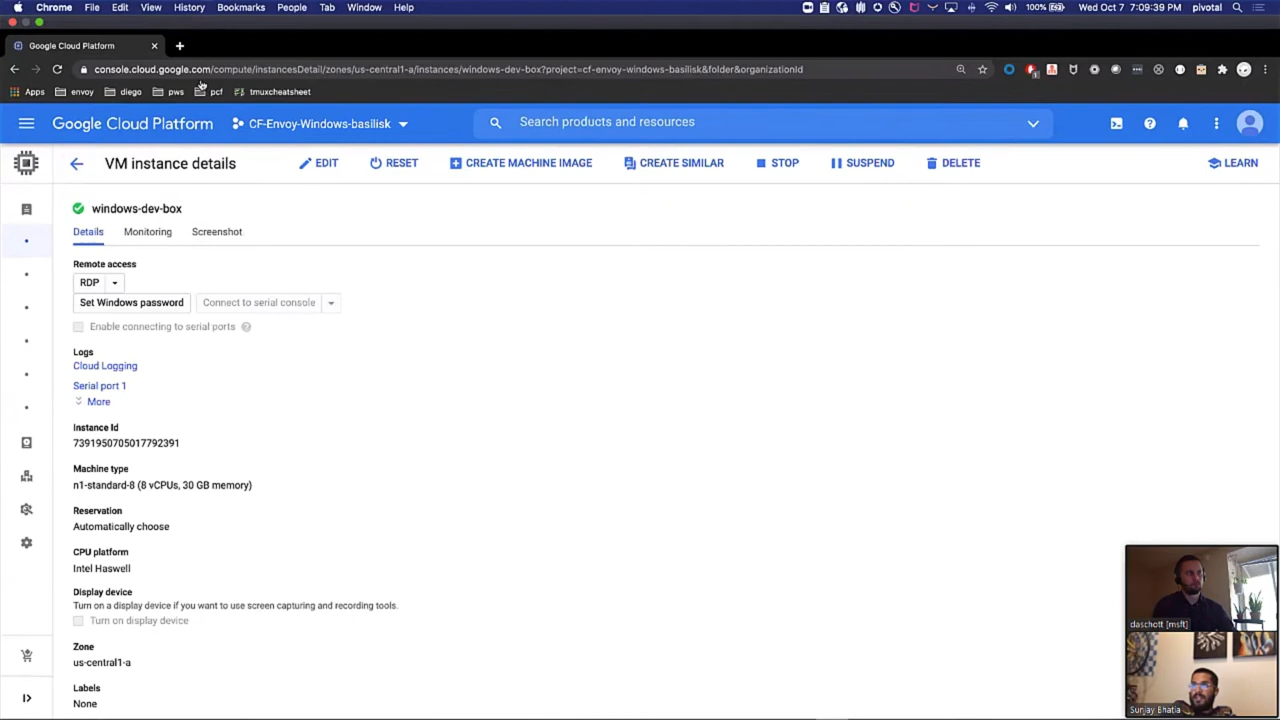 Chrome File Edit View History Bookmarks People Tab Window Help 100% Wed Oct 7 7:09:39 PM pivotal
Google Cloud Platform
console.cloud.google.com/compute/instancesDetail/zones/us-central1-a/instances/windows-dev-box?project=cf-envoy-windows-basilisk&folder&organizationId
Apps envoy diego pws pcf tmuxcheatsheet
Google Cloud Platform CF-Envoy-Windows-basilisk Search products and resources
VM instance details EDIT RESET CREATE MACHINE IMAGE CREATE SIMILAR STOP SUSPEND DELETE LEARN
windows-dev-box
Details Monitoring Screenshot
Remote access
RDP
Set Windows password Connect to serial console
Enable connecting to serial ports
Logs
Cloud Logging
Serial port 1
More
Instance Id
7391950705017792391
Machine type
n1-standard-8 (8 vCPUs, 30 GB memory)
Reservation
Automatically choose
CPU platform
Intel Haswell
Display device
Turn on a display device if you want to use screen capturing and recording tools.
Turn on display device
Zone
us-central1-a
Labels
None
daschott [msft]
Sunjay Bhatia